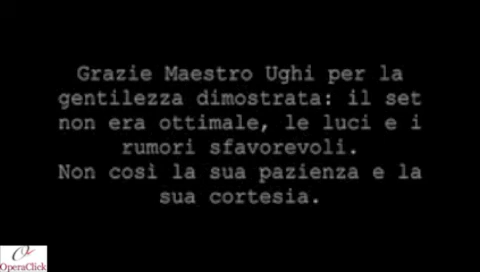 Grazie Maestro Ughi per la
gentilezza dimostrata: il set
non era ottimale, le luci e i
rumori sfavorevoli.
Non così la sua pazienza e la
sua cortesia.
OperaClick